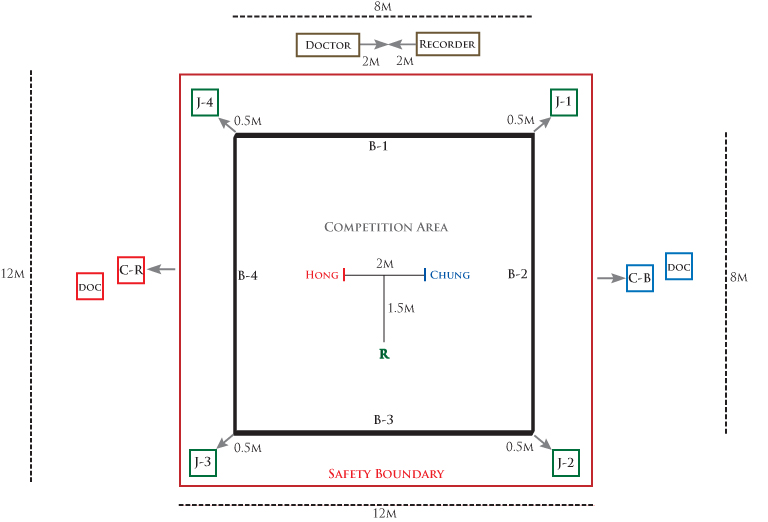 8M
DOCTOR
RECORDER
2M
2M
J-4
J-1
0.5M
0.5M
B-1
COMPETITION AREA
12M
DOC
C-R
B-4
HONG
2M
CHUNG
B-2
C-B
DOC
8M
1.5M
R
B-3
0.5M
0.5M
J-3
J-2
SAFETY BOUNDARY
12M